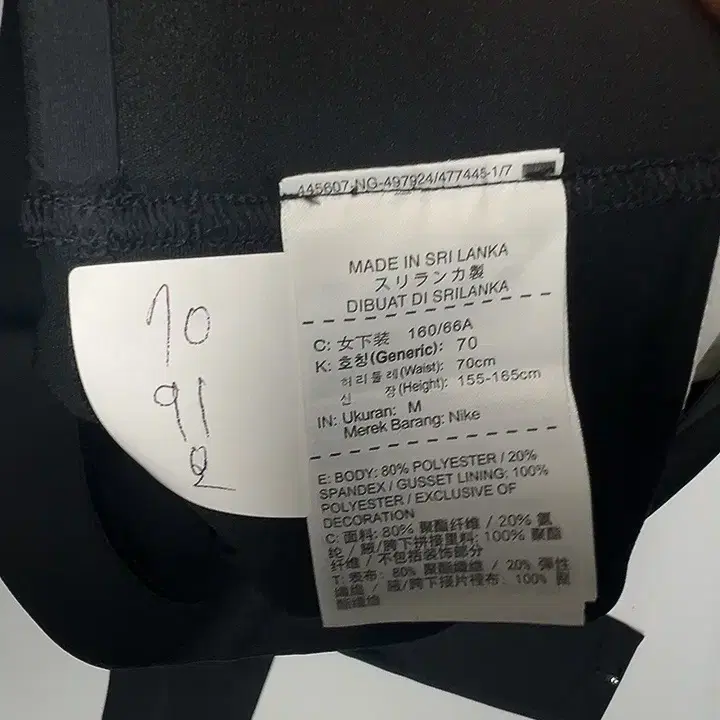 445607-NG-497924/477445-1/7
MADE IN SRI LANKA
スリランカ製
DIBUAT DI SRILANKA
C: 女下装 160/66A
K: 호칭(Generic): 70
허리둘레(Waist): 70cm
신 장(Height): 155-165cm
IN: Ukuran: M
Merek Barang: Nike
E: BODY: 80% POLYESTER / 20%
SPANDEX / GUSSET LINING: 100%
POLYESTER / EXCLUSIVE OF
DECORATION
C: 面料: 80% 聚酯纤维 / 20% 氨
纶 / 腋/胯下拼接里料: 100% 聚酯
纤维 / 不包括装饰部分
T: 表布: 80% 聚酯纖維 / 20% 彈性
纖維 / 腋/胯下接片裡布: 100% 聚
酯纖維
70
91